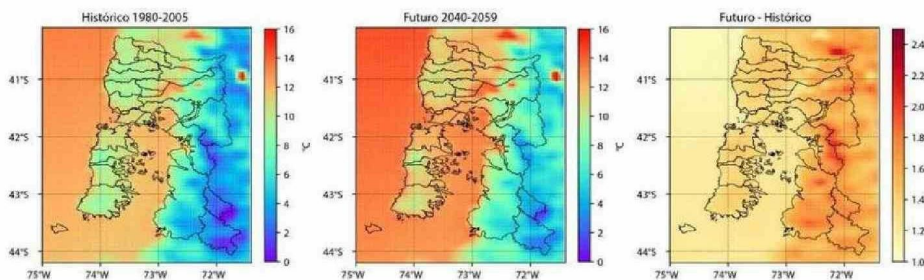 Histórico 1980-2005
Futuro 2040-2059
Futuro - Histórico
41°S
42°S
43°S
44°S
75°W
74°W
73°W
72°W
16
14
12
10
8
6
4
2
0
°C
41°S
42°S
43°S
44°S
75°W
74°W
73°W
72°W
16
14
12
10
8
6
4
2
0
°C
41°S
42°S
43°S
44°S
75°W
74°W
73°W
72°W
2.4
2.2
2.0
1.8
1.6
1.4
1.2
1.0